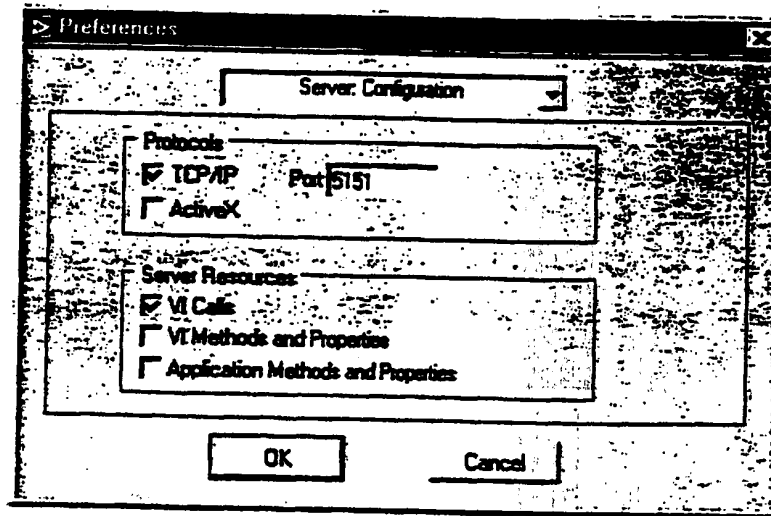 Preferences
Server: Configuration
Protocols
TCP/IP Port 5151
ActiveX
Server Resources
VI Calls
VI Methods and Properties
Application Methods and Properties
OK Cancel